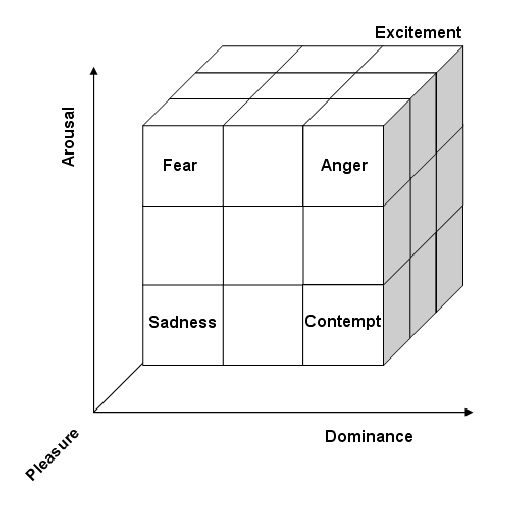 Excitement
Arousal
Fear
Anger
Sadness
Contempt
Dominance
Pleasure